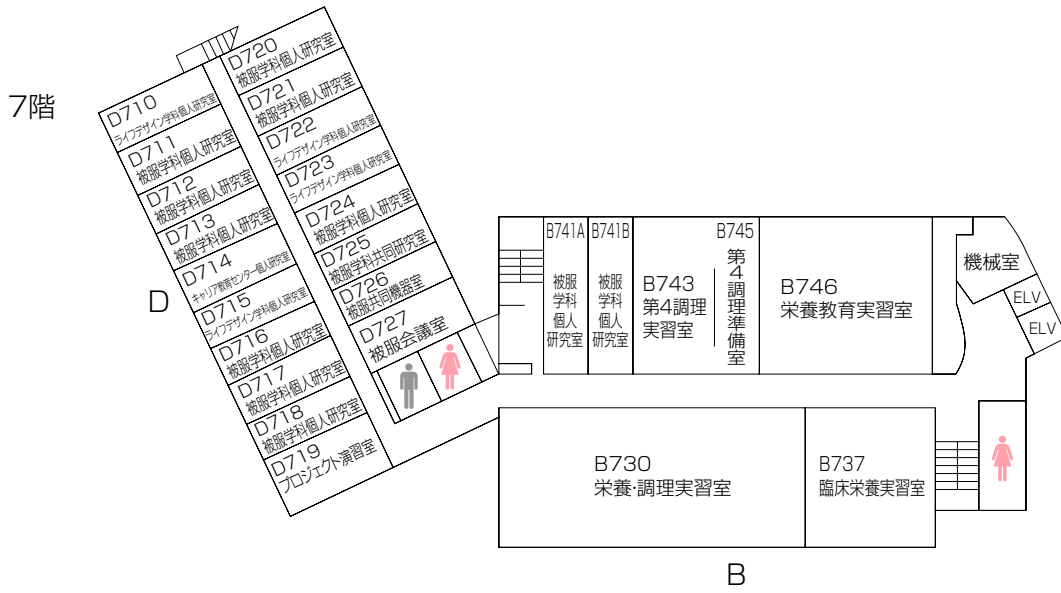 7階
D710
ライフデザイン学科個人研究室
D711
被服学科個人研究室
D712
被服学科個人研究室
D713
被服学科個人研究室
D714
キャリア教育センター個人研究室
D715
ライフデザイン学科個人研究室
D716
被服学科個人研究室
D717
被服学科個人研究室
D718
被服学科個人研究室
D719
プロジェクト演習室
D720
被服学科個人研究室
D721
被服学科個人研究室
D722
ライフデザイン学科個人研究室
D723
ライフデザイン学科個人研究室
D724
被服学科個人研究室
D725
被服学科共同研究室
D726
被服共同機器室
D727
被服会議室
D
B741A
被服
学科
個人
研究室
B741B
被服
学科
個人
研究室
B743
第4調理
実習室
B745
第4調理準備室
B746
栄養教育実習室
機械室
ELV
ELV
B730
栄養・調理実習室
B737
臨床栄養実習室
B